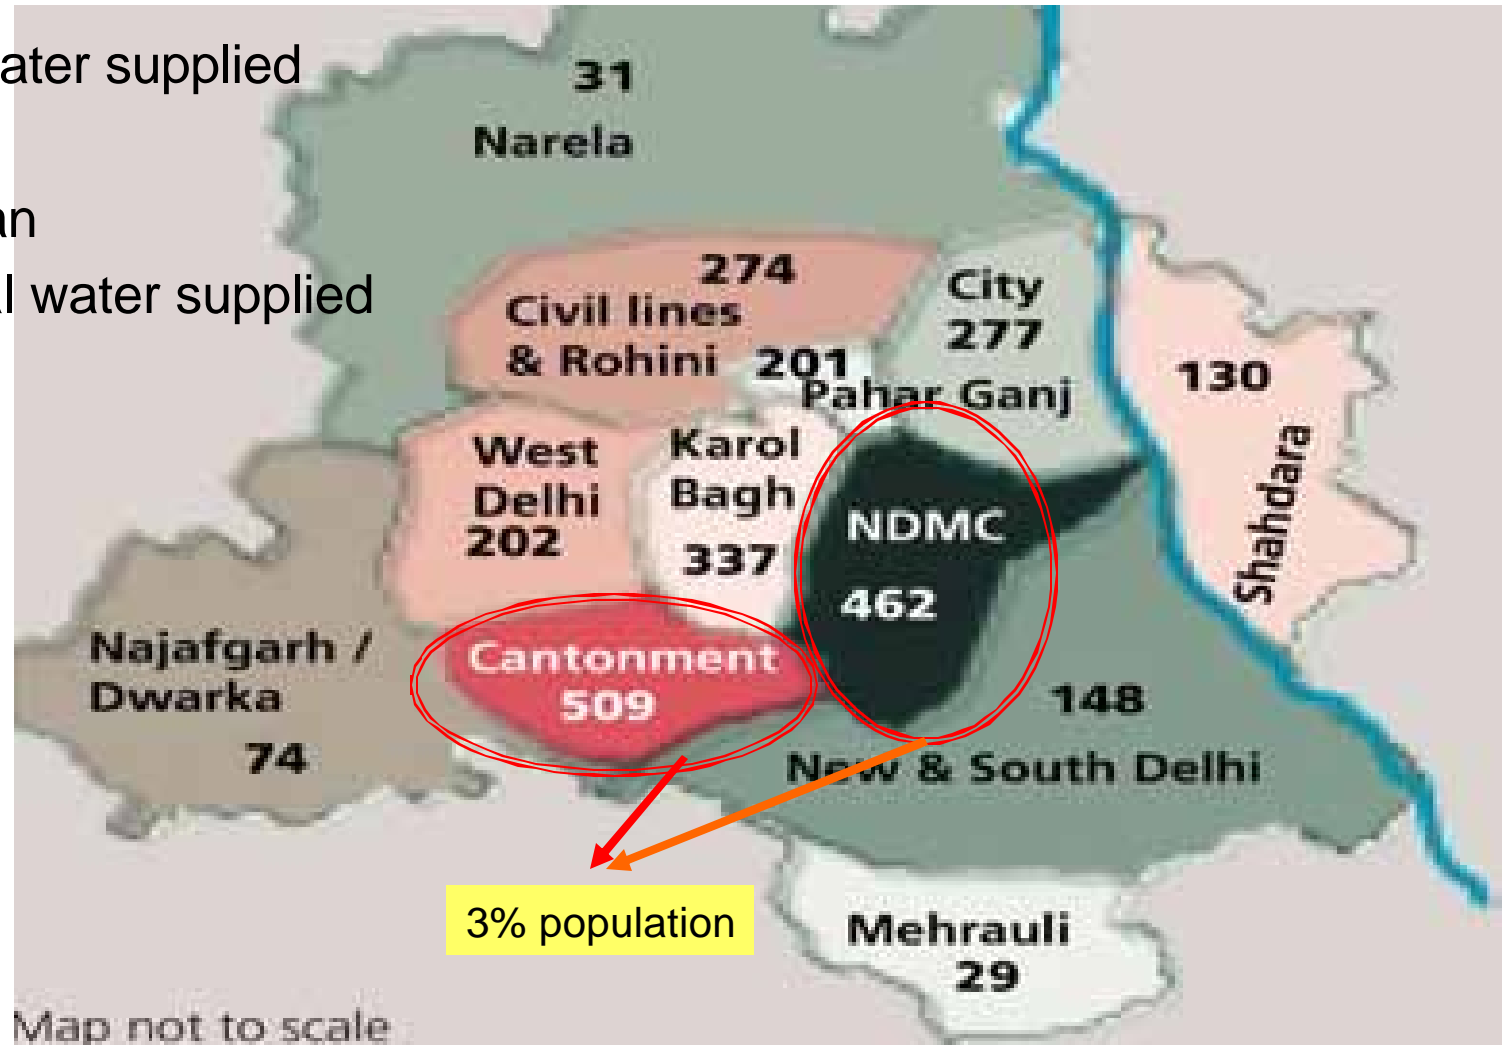 ater supplied
an
l water supplied
31
Narela
274
Civil lines
& Rohini
City
277
201
Pahar Ganj
130
Shahdara
West
Delhi
202
Karol
Bagh
337
NDMC
462
Cantonment
509
Najafgarh /
Dwarka
74
148
New & South Delhi
3% population
Mehrauli
29
Map not to scale